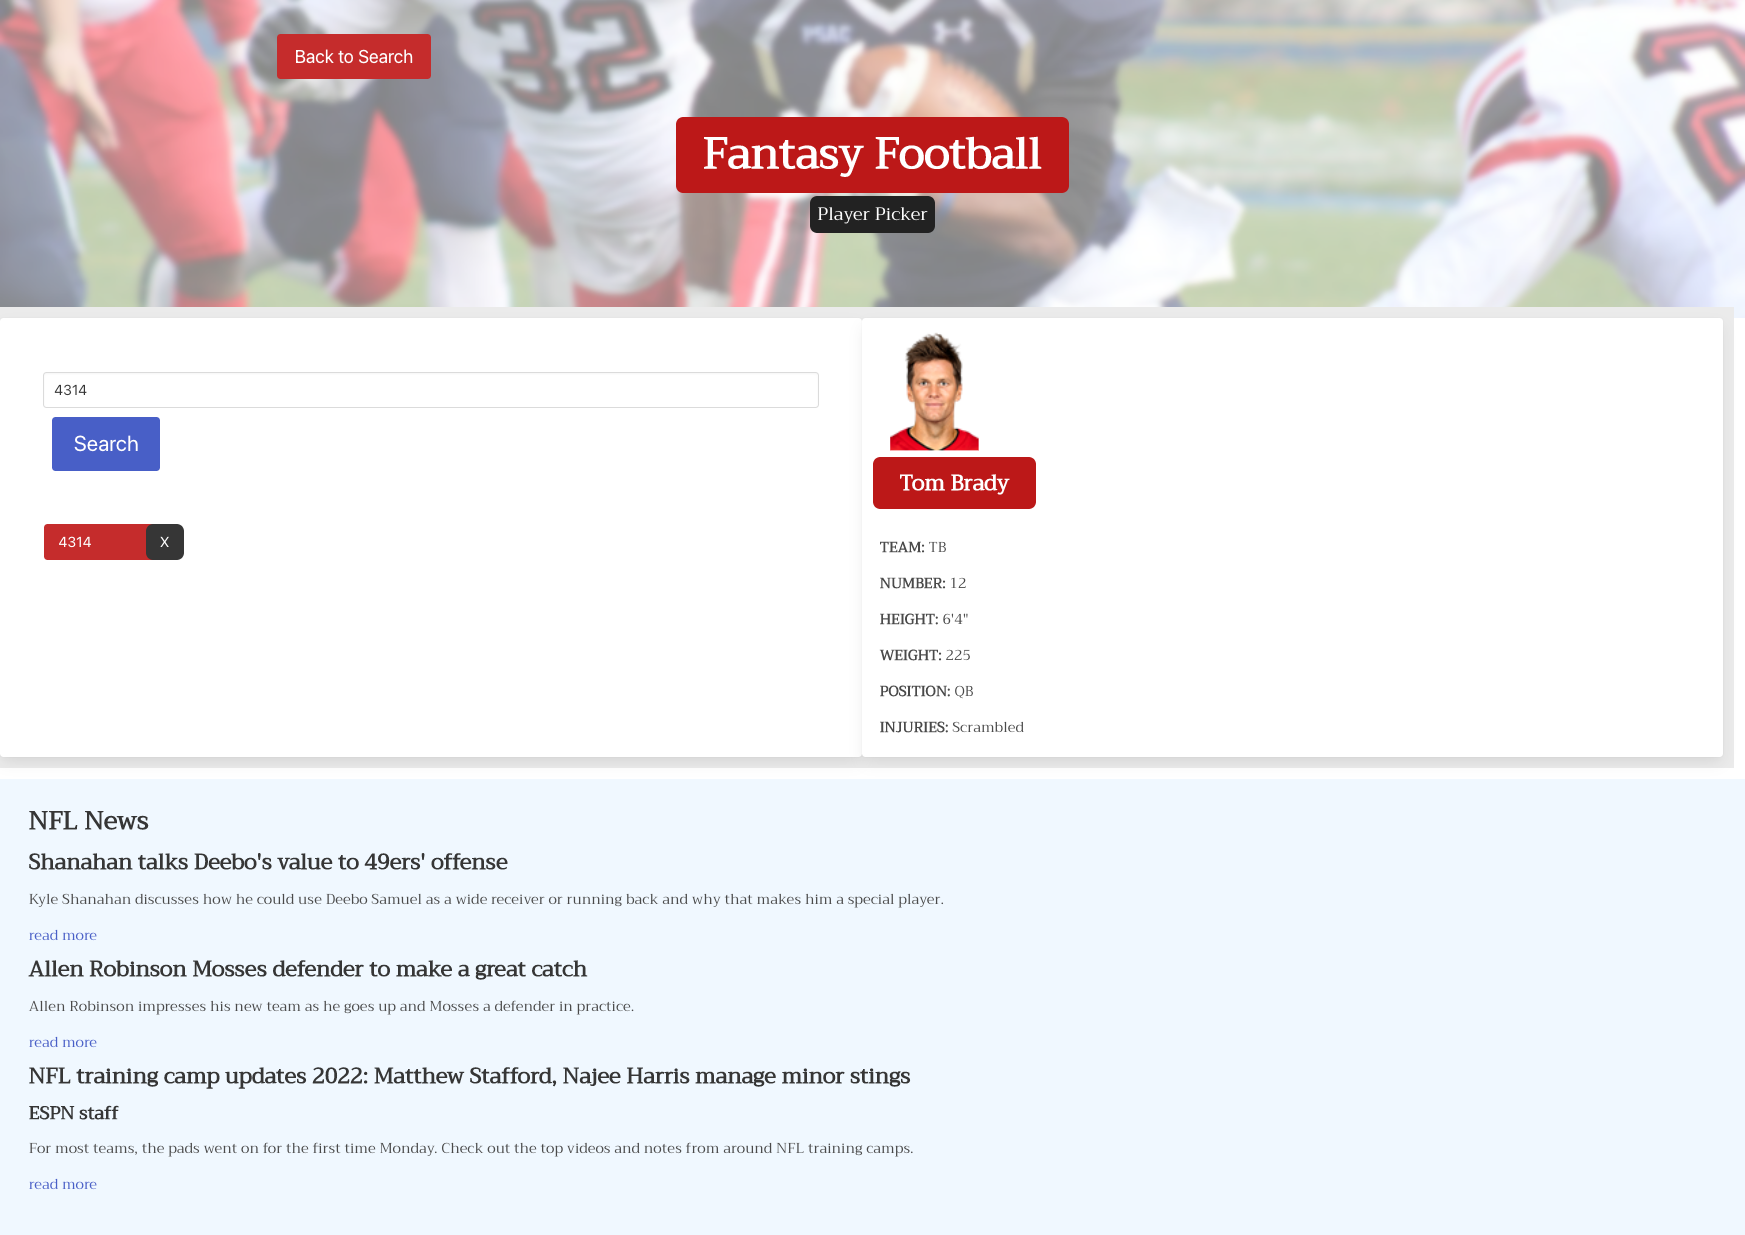 32
MAC
Back to Search
Fantasy Football
Player Picker
4314
Search
4314 X
Tom Brady
TEAM: TB
NUMBER: 12
HEIGHT: 6'4"
WEIGHT: 225
POSITION: QB
INJURIES: Scrambled
NFL News
Shanahan talks Deebo's value to 49ers' offense
Kyle Shanahan discusses how he could use Deebo Samuel as a wide receiver or running back and why that makes him a special player.
read more
Allen Robinson Mosses defender to make a great catch
Allen Robinson impresses his new team as he goes up and Mosses a defender in practice.
read more
NFL training camp updates 2022: Matthew Stafford, Najee Harris manage minor stings
ESPN staff
For most teams, the pads went on for the first time Monday. Check out the top videos and notes from around NFL training camps.
read more